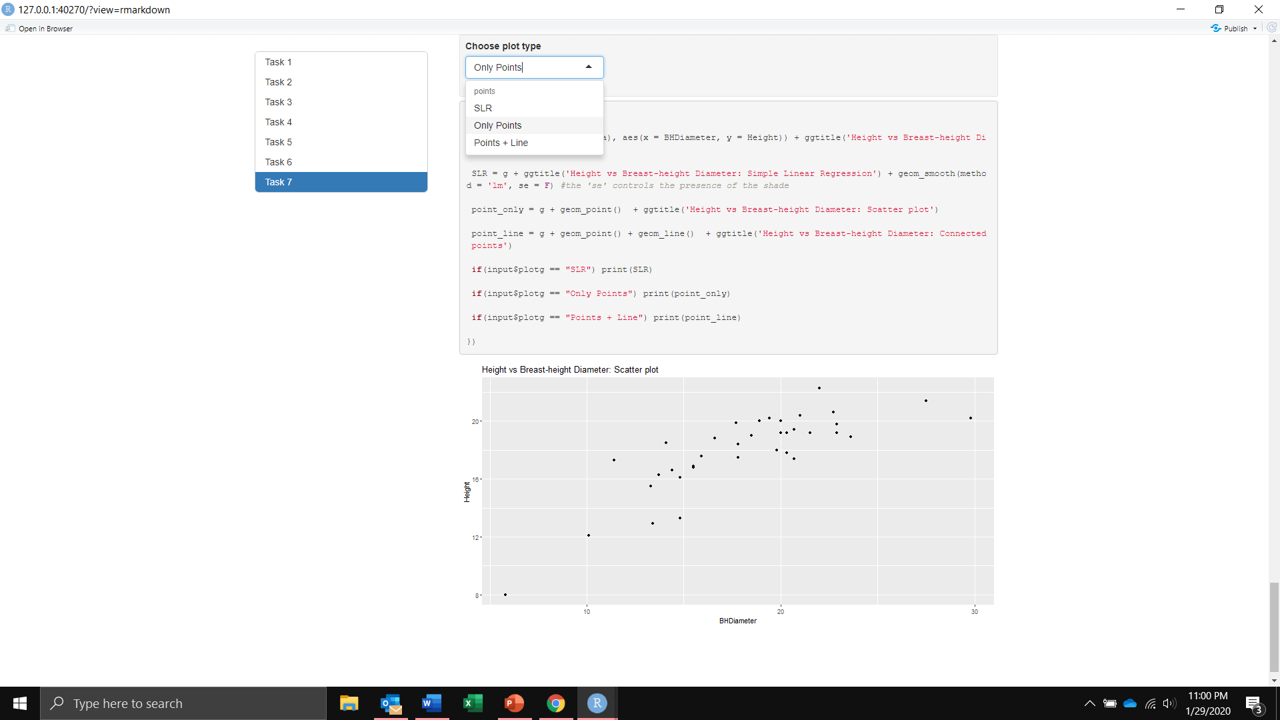 127.0.0.1:40270/?view=rmarkdown
Open in Browser
Publish
Task 1
Task 2
Task 3
Task 4
Task 5
Task 6
Task 7
Choose plot type
Only Points
points
SLR
Only Points
Points + Line
), aes(x = BHDiameter, y = Height)) + ggtitle('Height vs Breast-height Di
SLR = g + ggtitle('Height vs Breast-height Diameter: Simple Linear Regression') + geom_smooth(metho
d = 'lm', se = F) #the 'se' controls the presence of the shade
point_only = g + geom_point()  + ggtitle('Height vs Breast-height Diameter: Scatter plot')
point_line = g + geom_point() + geom_line()  + ggtitle('Height vs Breast-height Diameter: Connected
points')
if(input$plotg == "SLR") print(SLR)
if(input$plotg == "Only Points") print(point_only)
if(input$plotg == "Points + Line") print(point_line)
})
Height vs Breast-height Diameter: Scatter plot
Height
20
16
12
8
10
20
30
BHDiameter
Type here to search
11:00 PM
1/29/2020
3